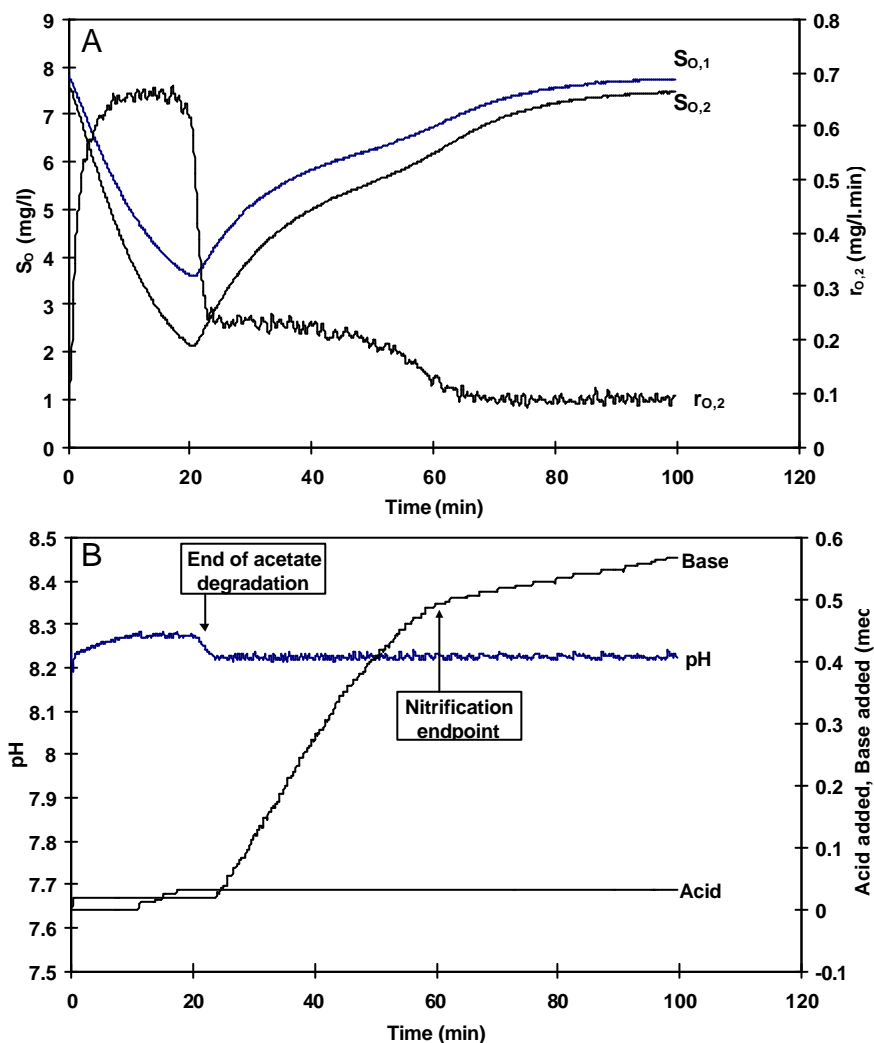 A
9
8
7
6
5
4
3
2
1
0
S_O (mg/l)
0.8
0.7
0.6
0.5
0.4
0.3
0.2
0.1
0
r_O,2 (mg/l.min)
S_O,1
S_O,2
r_O,2
0 20 40 60 80 100 120
Time (min)
B
8.5
8.4
8.3
8.2
8.1
8
7.9
7.8
7.7
7.6
7.5
pH
0.6
0.5
0.4
0.3
0.2
0.1
0
-0.1
Acid added, Base added (mec
End of acetate
degradation
Base
pH
Nitrification
endpoint
Acid
0 20 40 60 80 100 120
Time (min)